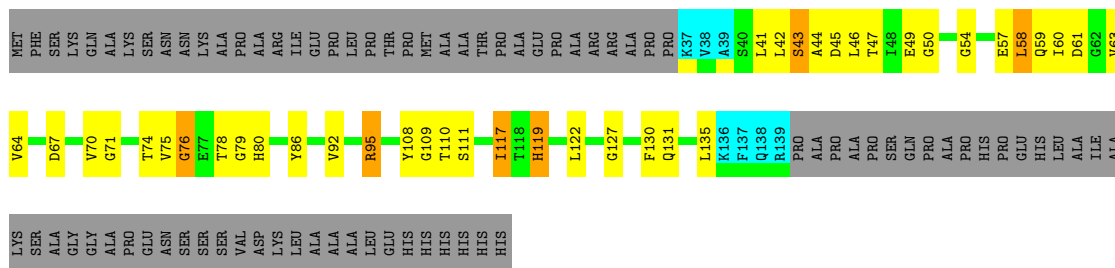 MET PHE SER LYS GLN ALA LYS SER ASN ASN LYS ALA PRO ALA ARG ILE GLU PRO LEU PRO THR PRO MET ALA ALA THR PRO ALA GLU PRO ALA ARG ARG ALA PRO PRO K37 V38 A39 S40 L41 L42 S43 A44 D45 L46 T47 I48 E49 G50 G54 E57 L58 Q59 I60 D61 G62 V63
V64 D67 V70 G71 T74 V75 G76 E77 T78 G79 H80 Y86 V92 R95 Y108 G109 T110 S111 I117 T118 H119 L122 G127 F130 Q131 L135 K136 F137 Q138 R139 PRO ALA PRO ALA PRO SER GLN PRO ALA PRO HIS PRO GLU HIS LEU ALA ILE ALA
LYS SER ALA GLY GLY ALA PRO GLU ASN SER SER SER VAL ASP LYS LEU ALA ALA ALA LEU GLU HIS HIS HIS HIS HIS HIS